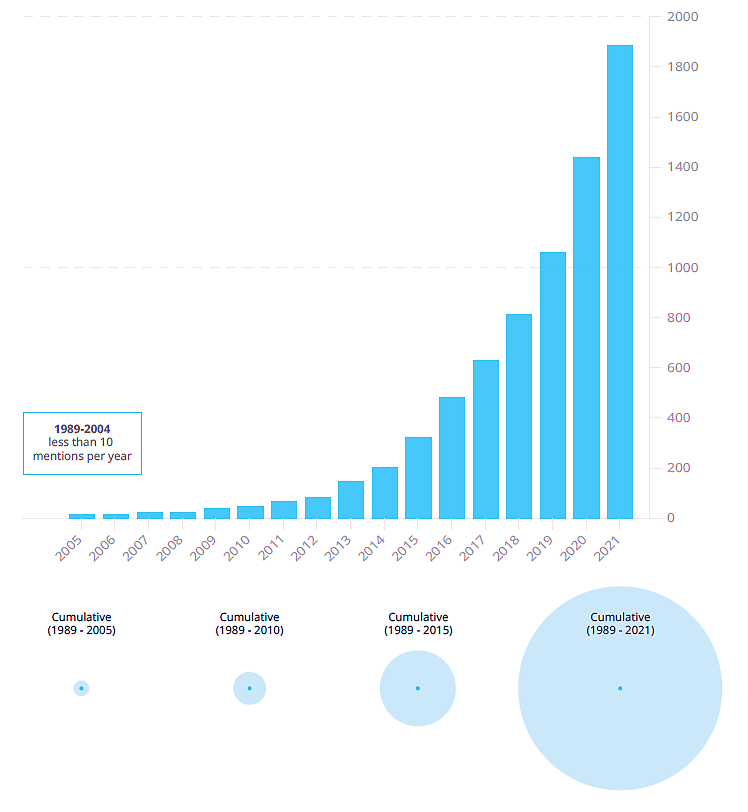 2000
1800
1600
1400
1200
1000
800
600
400
200
0
1989-2004
less than 10
mentions per year
2005 2006 2007 2008 2009 2010 2011 2012 2013 2014 2015 2016 2017 2018 2019 2020 2021
Cumulative
(1989 - 2005)
Cumulative
(1989 - 2010)
Cumulative
(1989 - 2015)
Cumulative
(1989 - 2021)